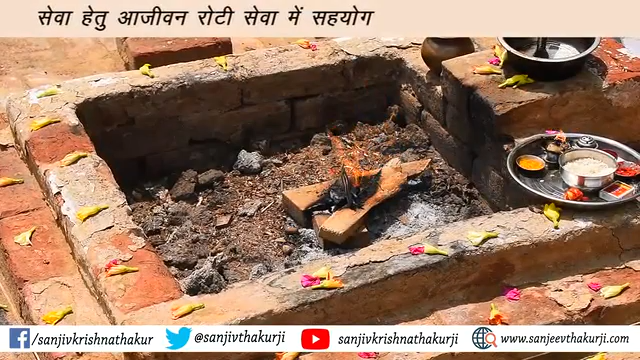 सेवा हेतु आजीवन रोटी सेवा में सहयोग
/sanjivkrishnathakur @sanjivthakurji /sanjivkrishnathakurji www.sanjeevthakurji.com